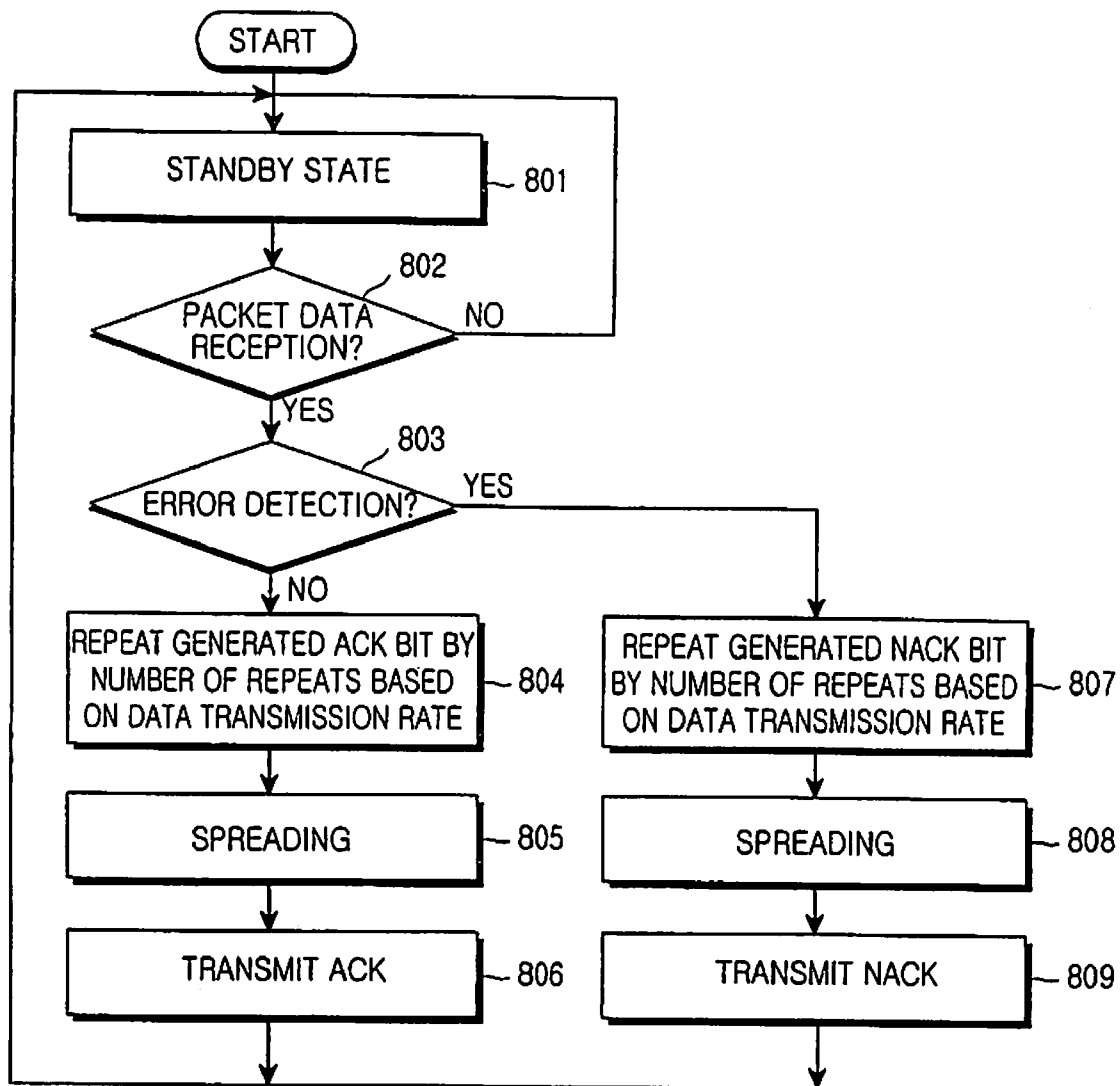 START
STANDBY STATE
801
802
PACKET DATA
RECEPTION?
NO
YES
803
ERROR DETECTION?
YES
NO
REPEAT GENERATED ACK BIT BY
NUMBER OF REPEATS BASED
ON DATA TRANSMISSION RATE
804
REPEAT GENERATED NACK BIT
BY NUMBER OF REPEATS BASED
ON DATA TRANSMISSION RATE
807
SPREADING
805
SPREADING
808
TRANSMIT ACK
806
TRANSMIT NACK
809